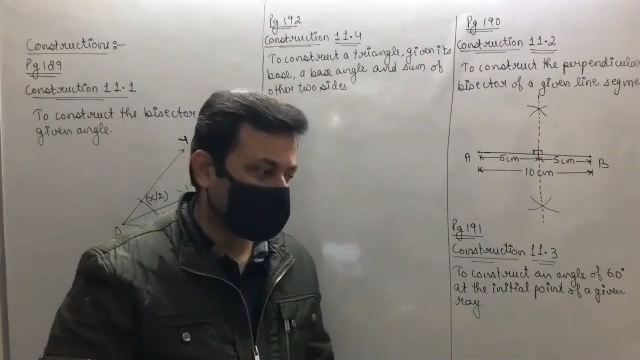 Constructions:-
Pg 189
Construction 11.1
To construct the bisector
given angle.
(x/2)
O
Pg 192
Construction 11.4
To construct a triangle, given its
base, a base angle and sum of
other two sides
Pg 190
Construction 11.2
To construct the perpendicular
bisector of a given line segme
A
5cm
5cm
B
10cm
Pg 191
Construction 11.3
To construct an angle of 60°
at the initial point of a given
ray